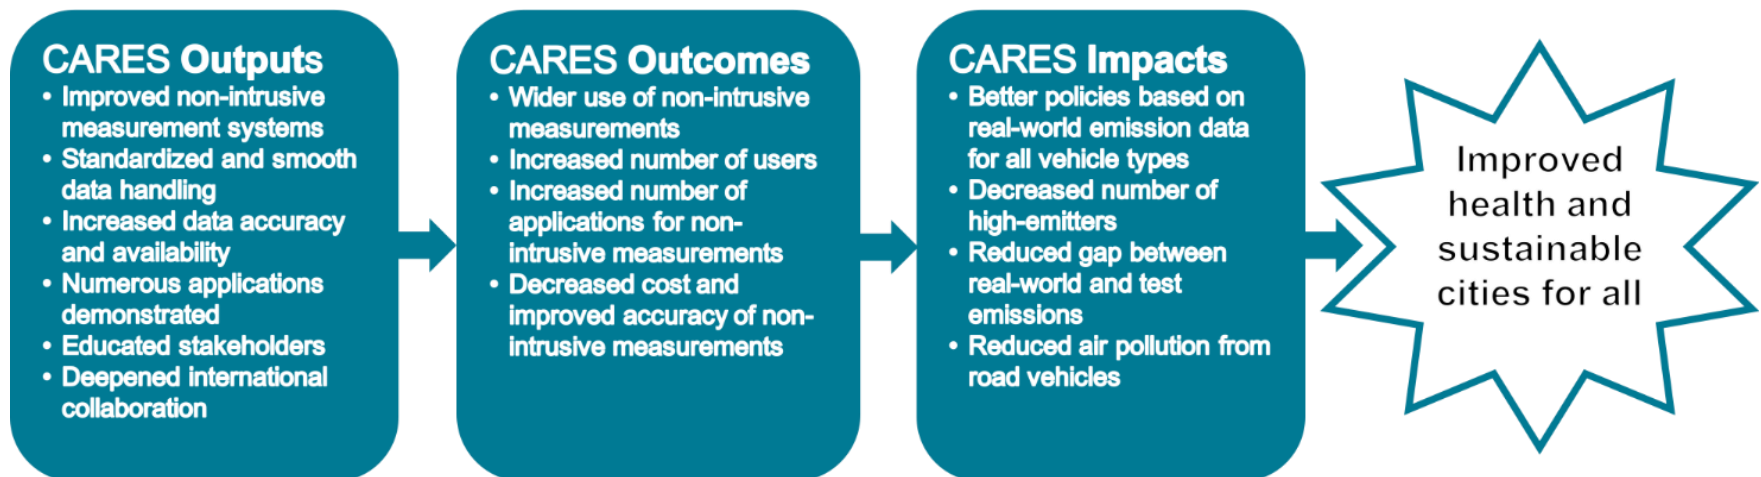 CARES Outputs
• Improved non-intrusive
measurement systems
• Standardized and smooth
data handling
• Increased data accuracy
and availability
• Numerous applications
demonstrated
• Educated stakeholders
• Deepened international
collaboration
CARES Outcomes
• Wider use of non-intrusive
measurements
• Increased number of users
• Increased number of
applications for non-
intrusive measurements
• Decreased cost and
improved accuracy of non-
intrusive measurements
CARES Impacts
• Better policies based on
real-world emission data
for all vehicle types
• Decreased number of
high-emitters
• Reduced gap between
real-world and test
emissions
• Reduced air pollution from
road vehicles
Improved
health and
sustainable
cities for all